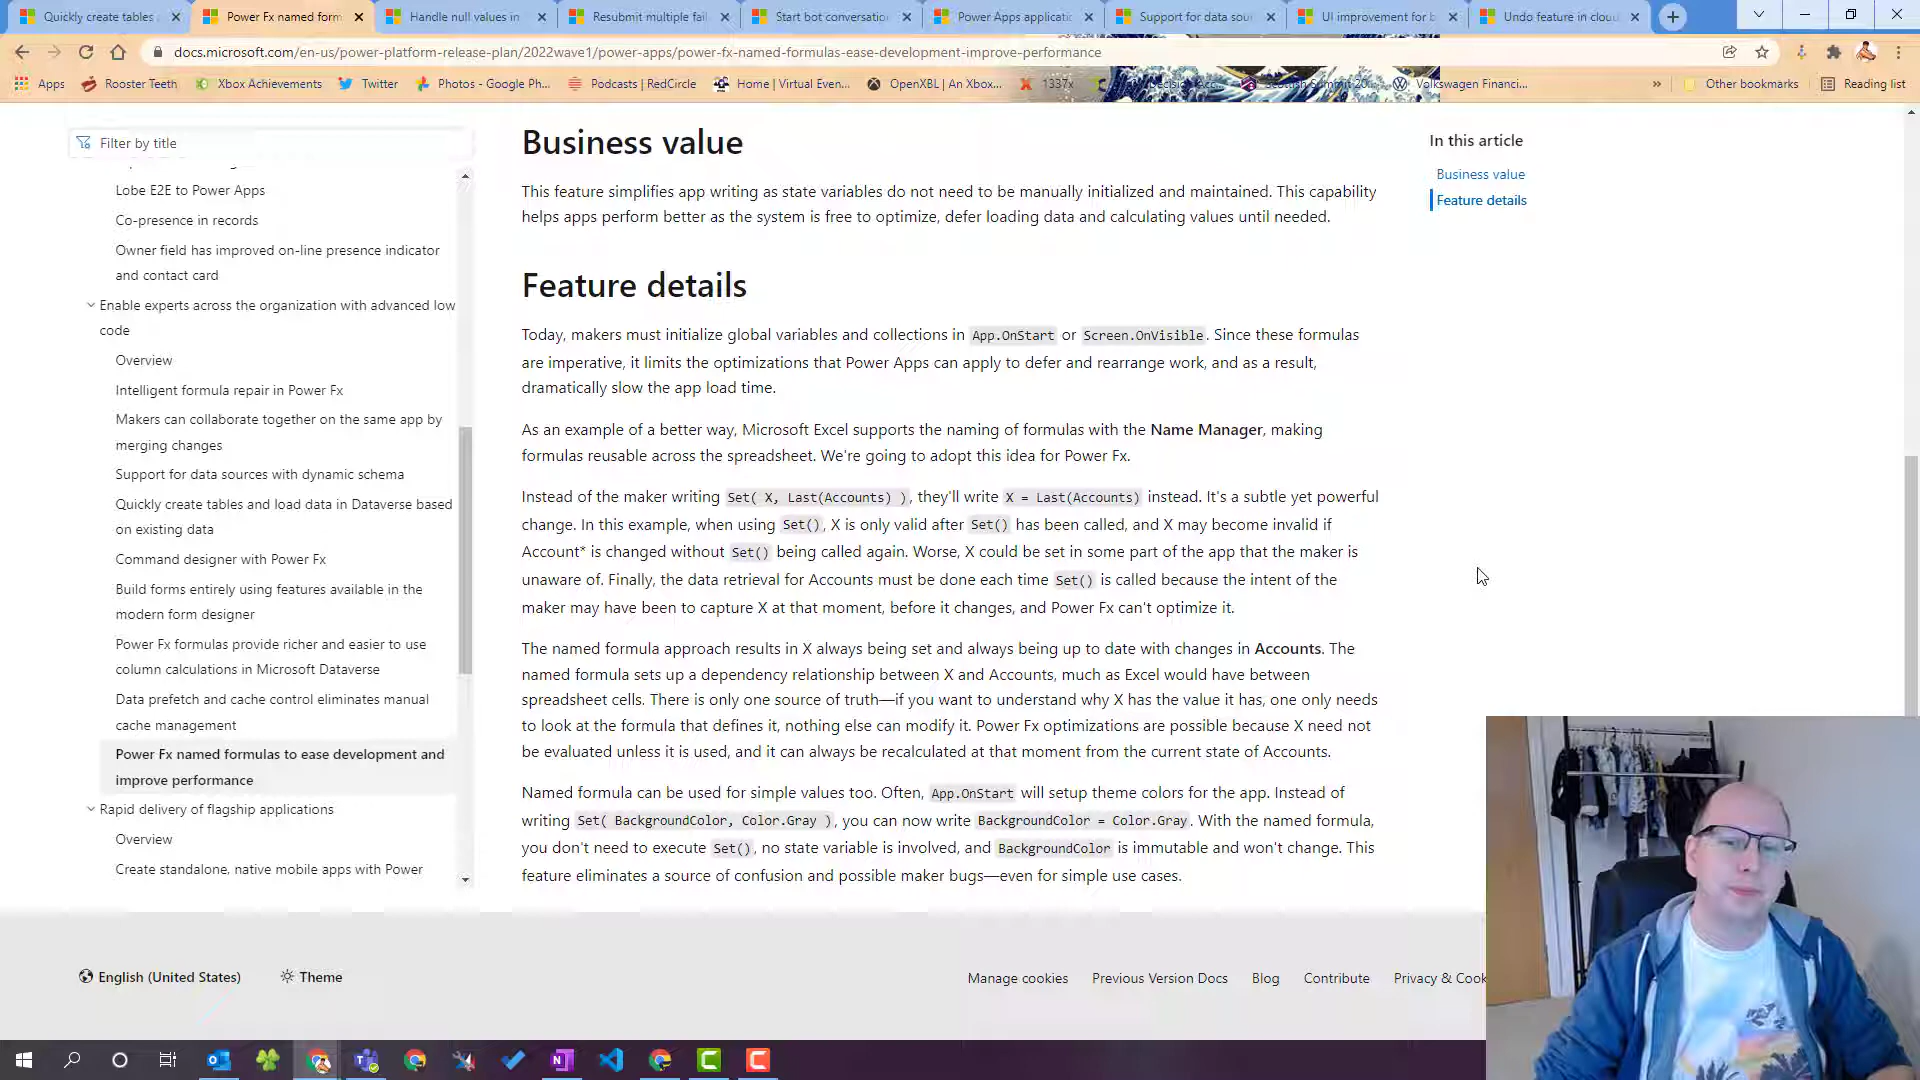 Quickly create tables
Power Fx named form
Handle null values in
Resubmit multiple fail
Start bot conversation
Power Apps applicatio
Support for data sour
UI improvement for b
Undo feature in cloud
docs.microsoft.com/en-us/power-platform-release-plan/2022wave1/power-apps/power-fx-named-formulas-ease-development-improve-performance
Apps
Rooster Teeth
Xbox Achievements
Twitter
Photos - Google Ph...
Podcasts | RedCircle
Home | Virtual Even...
OpenXBL | An Xbox...
1337x
Scottish Summit 20...
Volkswagen Financi...
»
Other bookmarks
Reading list
Filter by title
Lobe E2E to Power Apps
Co-presence in records
Owner field has improved on-line presence indicator
and contact card
Enable experts across the organization with advanced low
code
Overview
Intelligent formula repair in Power Fx
Makers can collaborate together on the same app by
merging changes
Support for data sources with dynamic schema
Quickly create tables and load data in Dataverse based
on existing data
Command designer with Power Fx
Build forms entirely using features available in the
modern form designer
Power Fx formulas provide richer and easier to use
column calculations in Microsoft Dataverse
Data prefetch and cache control eliminates manual
cache management
Power Fx named formulas to ease development and
improve performance
Rapid delivery of flagship applications
Overview
Create standalone, native mobile apps with Power
Business value
This feature simplifies app writing as state variables do not need to be manually initialized and maintained. This capability
helps apps perform better as the system is free to optimize, defer loading data and calculating values until needed.
Feature details
Today, makers must initialize global variables and collections in App.OnStart or Screen.OnVisible. Since these formulas
are imperative, it limits the optimizations that Power Apps can apply to defer and rearrange work, and as a result,
dramatically slow the app load time.
As an example of a better way, Microsoft Excel supports the naming of formulas with the Name Manager, making
formulas reusable across the spreadsheet. We're going to adopt this idea for Power Fx.
Instead of the maker writing Set( X, Last(Accounts) ), they'll write X = Last(Accounts) instead. It's a subtle yet powerful
change. In this example, when using Set(), X is only valid after Set() has been called, and X may become invalid if
Account* is changed without Set() being called again. Worse, X could be set in some part of the app that the maker is
unaware of. Finally, the data retrieval for Accounts must be done each time Set() is called because the intent of the
maker may have been to capture X at that moment, before it changes, and Power Fx can't optimize it.
The named formula approach results in X always being set and always being up to date with changes in Accounts. The
named formula sets up a dependency relationship between X and Accounts, much as Excel would have between
spreadsheet cells. There is only one source of truth—if you want to understand why X has the value it has, one only needs
to look at the formula that defines it, nothing else can modify it. Power Fx optimizations are possible because X need not
be evaluated unless it is used, and it can always be recalculated at that moment from the current state of Accounts.
Named formula can be used for simple values too. Often, App.OnStart will setup theme colors for the app. Instead of
writing Set( BackgroundColor, Color.Gray ), you can now write BackgroundColor = Color.Gray. With the named formula,
you don't need to execute Set(), no state variable is involved, and BackgroundColor is immutable and won't change. This
feature eliminates a source of confusion and possible maker bugs—even for simple use cases.
In this article
Business value
Feature details
English (United States)
Theme
Manage cookies
Previous Version Docs
Blog
Contribute
Privacy & Cook